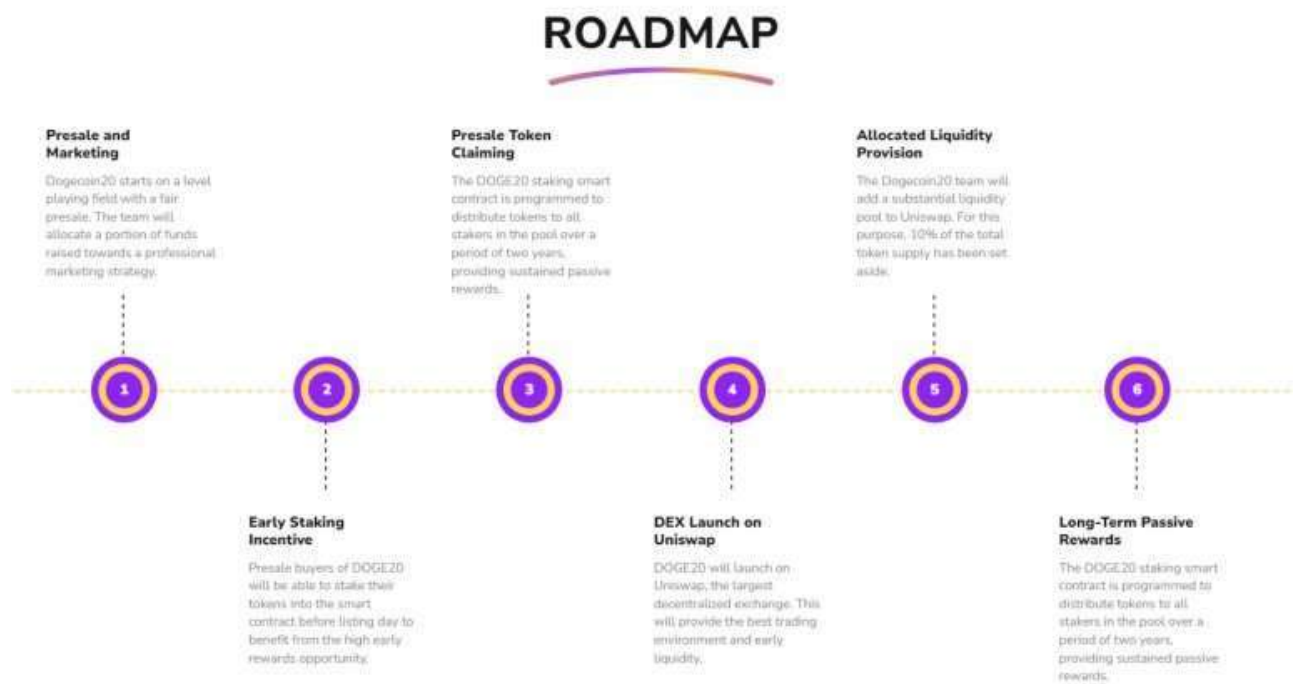 ROADMAP
Presale and
Marketing
Dogecoin20 starts on a level
playing field with a fair
presale. The team will
allocate a portion of funds
raised towards a professional
marketing strategy.
Presale Token
Claiming
The DOGE20 staking smart
contract is programmed to
distribute tokens to all
stakers in the pool over a
period of two years,
providing sustained passive
rewards.
Allocated Liquidity
Provision
The Dogecoin20 team will
add a substantial liquidity
pool to Uniswap. For this
purpose, 10% of the total
token supply has been set
aside.
1
2
3
4
5
6
Early Staking
Incentive
Presale buyers of DOGE20
will be able to stake their
tokens into the smart
contract before listing day to
benefit from the high early
rewards opportunity.
DEX Launch on
Uniswap
DOGE20 will launch on
Uniswap, the largest
decentralized exchange. This
will provide the best trading
environment and early
liquidity.
Long-Term Passive
Rewards
The DOGE20 staking smart
contract is programmed to
distribute tokens to all
stakers in the pool over a
period of two years,
providing sustained passive
rewards.